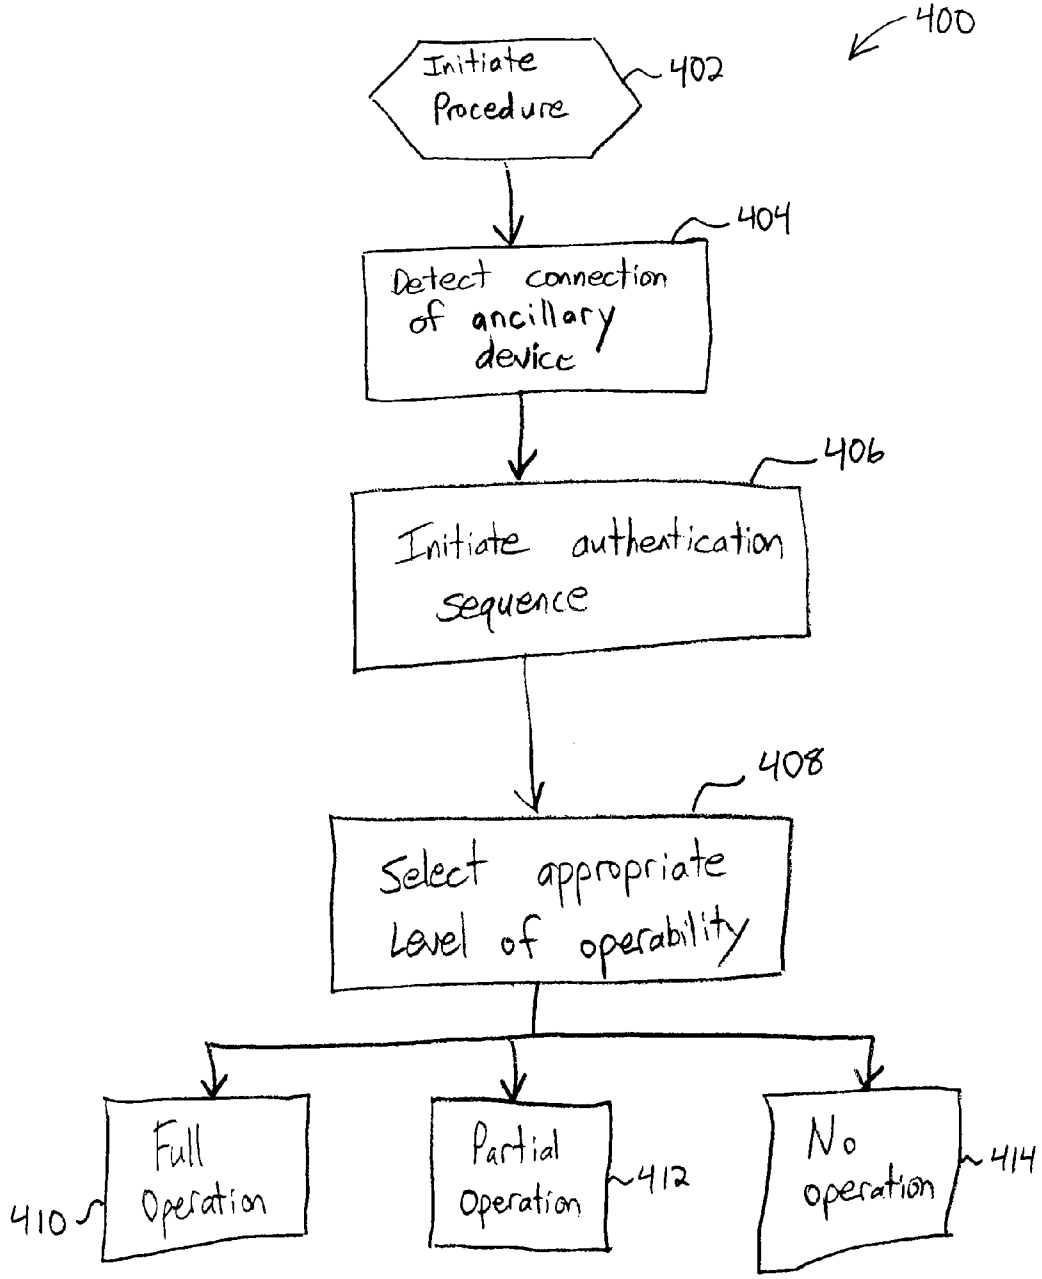 400
Initiate
Procedure
402
404
Detect connection
of ancillary
device
406
Initiate authentication
sequence
408
Select appropriate
Level of operability
Full
Operation
410
Partial
Operation
412
No
operation
414